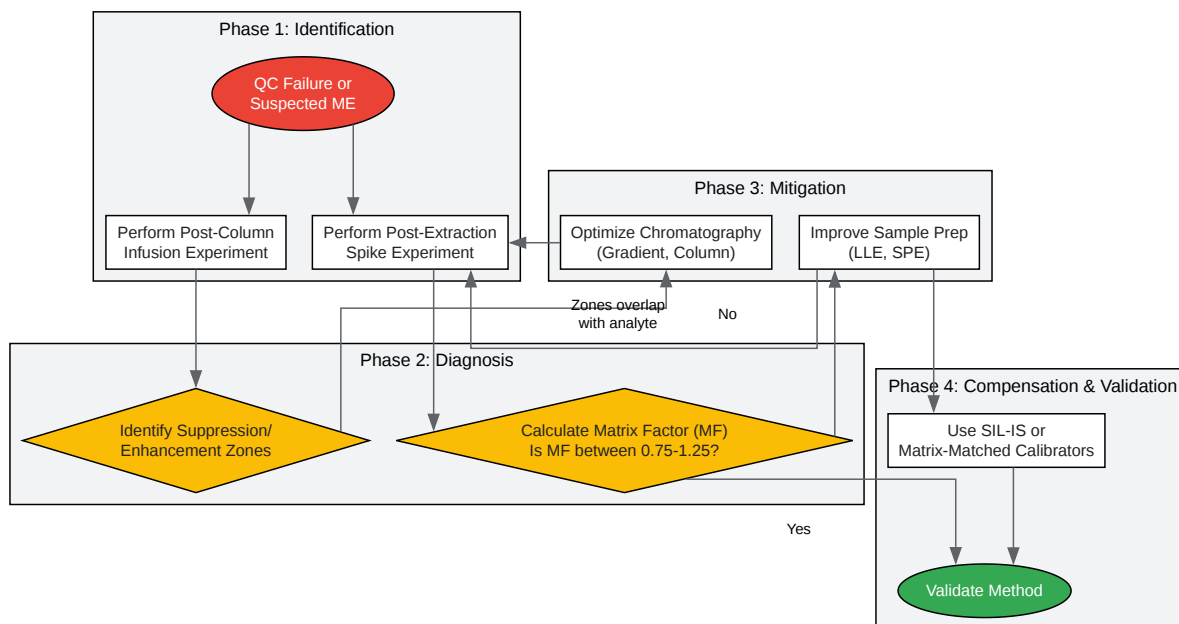 Phase 1: Identification
QC Failure or
Suspected ME
Perform Post-Column
Infusion Experiment
Perform Post-Extraction
Spike Experiment
Phase 3: Mitigation
Optimize Chromatography
(Gradient, Column)
Improve Sample Prep
(LLE, SPE)
Zones overlap
with analyte
No
Phase 2: Diagnosis
Identify Suppression/
Enhancement Zones
Calculate Matrix Factor (MF)
Is MF between 0.75-1.25?
Yes
Phase 4: Compensation & Validation
Use SIL-IS or
Matrix-Matched Calibrators
Validate Method